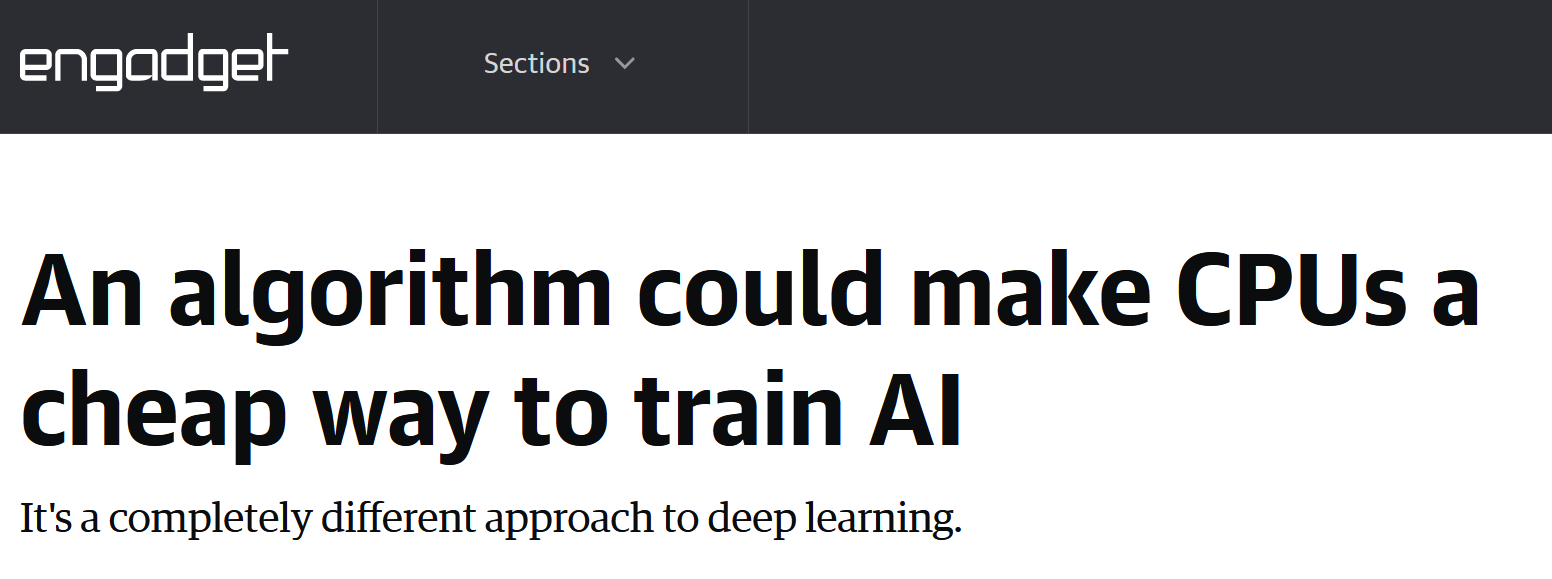 engadget
Sections
An algorithm could make CPUs a
cheap way to train AI
It's a completely different approach to deep learning.